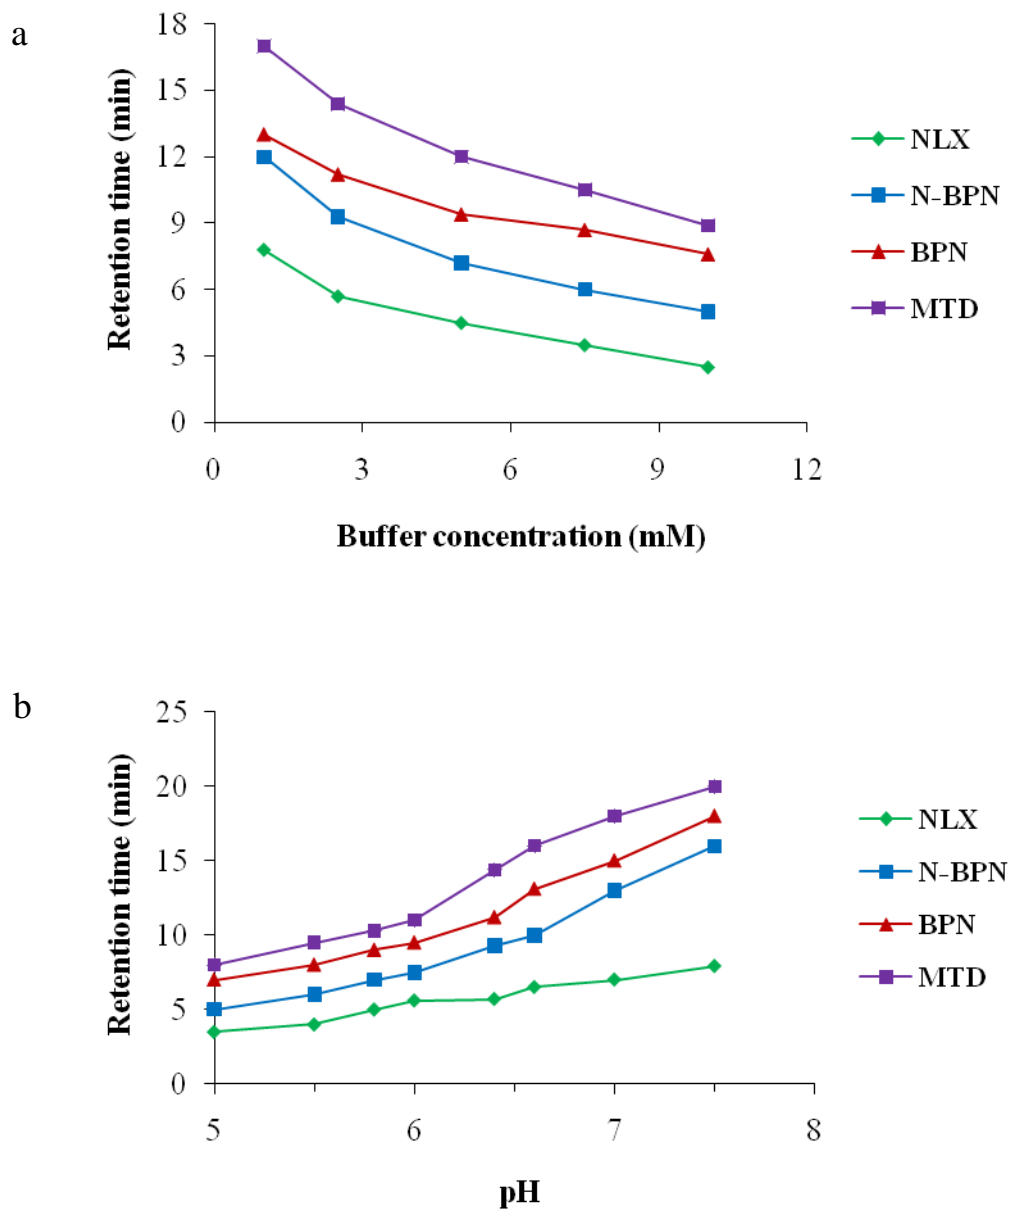 a
Retention time (min)
18
15
12
9
6
3
0
0 3 6 9 12
Buffer concentration (mM)
NLX
N-BPN
BPN
MTD
b
Retention time (min)
25
20
15
10
5
0
5 6 7 8
pH
NLX
N-BPN
BPN
MTD